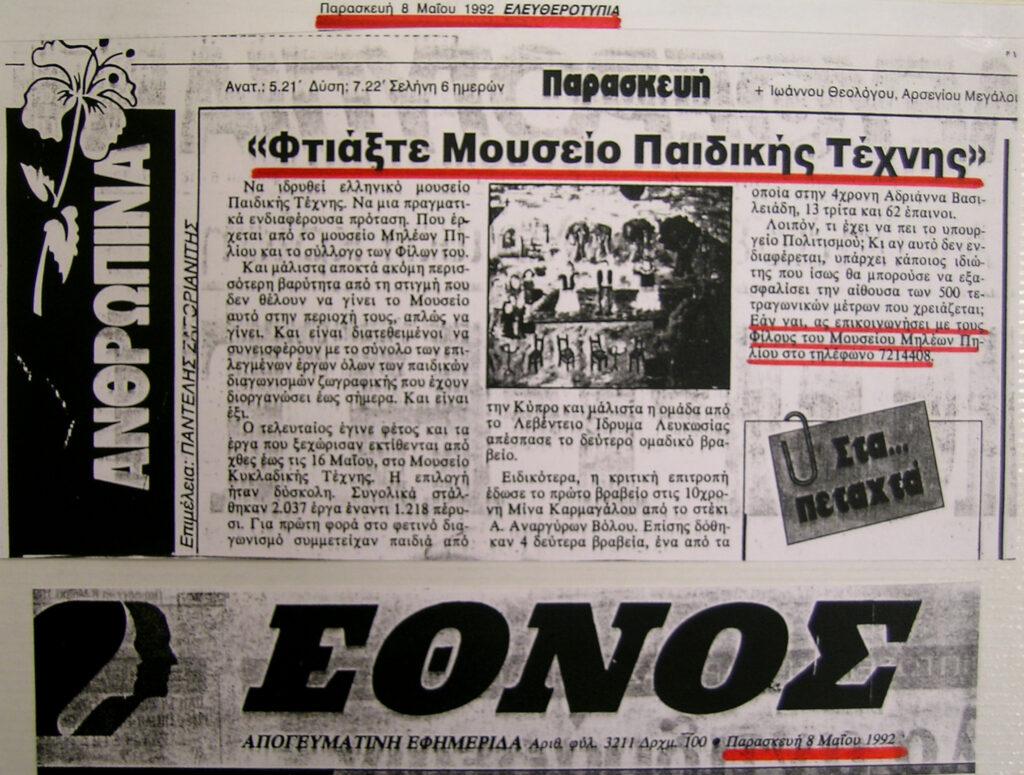 Παρασκευή 8 Μαΐου 1992 ΕΛΕΥΘΕΡΟΤΥΠΙΑ
Ανατ.: 5.21΄ Δύση: 7.22΄ Σελήνη 6 ημερών
Παρασκευή
+ Ιωάννου Θεολόγου, Αρσενίου Μεγάλου
ΑΝΘΡΩΠΙΝΑ
Επιμέλεια: ΠΑΝΤΕΛΗΣ ΖΑΓΟΡΙΑΝΙΤΗΣ
«Φτιάξτε Μουσείο Παιδικής Τέχνης»
Να ιδρυθεί ελληνικό μουσείο
Παιδικής Τέχνης. Να μια πραγματι-
κά ενδιαφέρουσα πρόταση. Που έρ-
χεται από το μουσείο Μηλέων Πη-
λίου και το σύλλογο των Φίλων του.
Και μάλιστα αποκτά ακόμη περισ-
σότερη βαρύτητα από τη στιγμή που
δεν θέλουν να γίνει το Μουσείο
αυτό στην περιοχή τους, απλώς να
γίνει. Και είναι διατεθειμένοι να
συνεισφέρουν με το σύνολο των επι-
λεγμένων έργων όλων των παιδικών
διαγωνισμών ζωγραφικής που έχουν
διοργανώσει έως σήμερα. Και είναι
έξι.
Ο τελευταίος έγινε φέτος και τα
έργα που ξεχώρισαν εκτίθενται από
χθες έως τις 16 Μαΐου, στο Μουσείο
Κυκλαδικής Τέχνης. Η επιλογή
ήταν δύσκολη. Συνολικά στάλ-
θηκαν 2.037 έργα έναντι 1.218 πέρυ-
σι. Για πρώτη φορά στο φετινό δια-
γωνισμό συμμετείχαν παιδιά από
την Κύπρο και μάλιστα η ομάδα από
το Λεβέντειο Ίδρυμα Λευκωσίας
απέσπασε το δεύτερο ομαδικό βρα-
βείο.
Ειδικότερα, η κριτική επιτροπή
έδωσε το πρώτο βραβείο στις 10χρο-
νη Μίνα Καρμαγάλου από το στέκι
Α. Αναργύρων Βόλου. Επίσης δόθη-
καν 4 δεύτερα βραβεία, ένα από τα
οποία στην 4χρονη Αδριάννα Βασι-
λειάδη, 13 τρίτα και 62 έπαινοι.
Λοιπόν, τι έχει να πει το υπουρ-
γείο Πολιτισμού; Κι αν αυτό δεν εν-
διαφέρεται, υπάρχει κάποιος ιδιώ-
της που ίσως θα μπορούσε να εξα-
σφαλίσει την αίθουσα των 500 τε-
τραγωνικών μέτρων που χρειάζεται;
Εάν ναι, ας επικοινωνήσει με τους
Φίλους του Μουσείου Μηλέων Πη-
λίου στο τηλέφωνο 7214408.
Στα...
πεταχτά
ΕΘΝΟΣ
ΑΠΟΓΕΥΜΑΤΙΝΗ ΕΦΗΜΕΡΙΔΑ Αριθ. φύλ. 3211 Δρχμ. 100 • Παρασκευή 8 Μαΐου 1992